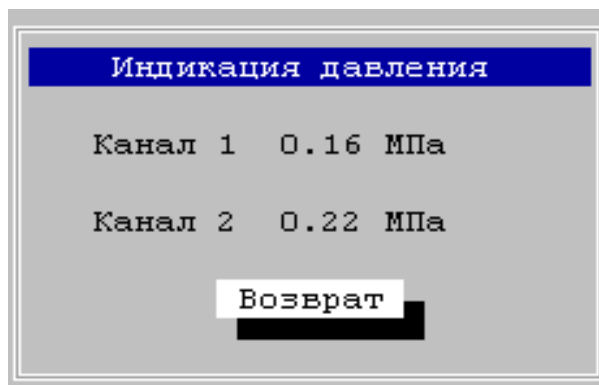 Индикация давления
Канал 1 0.16 МПа
Канал 2 0.22 МПа
Возврат